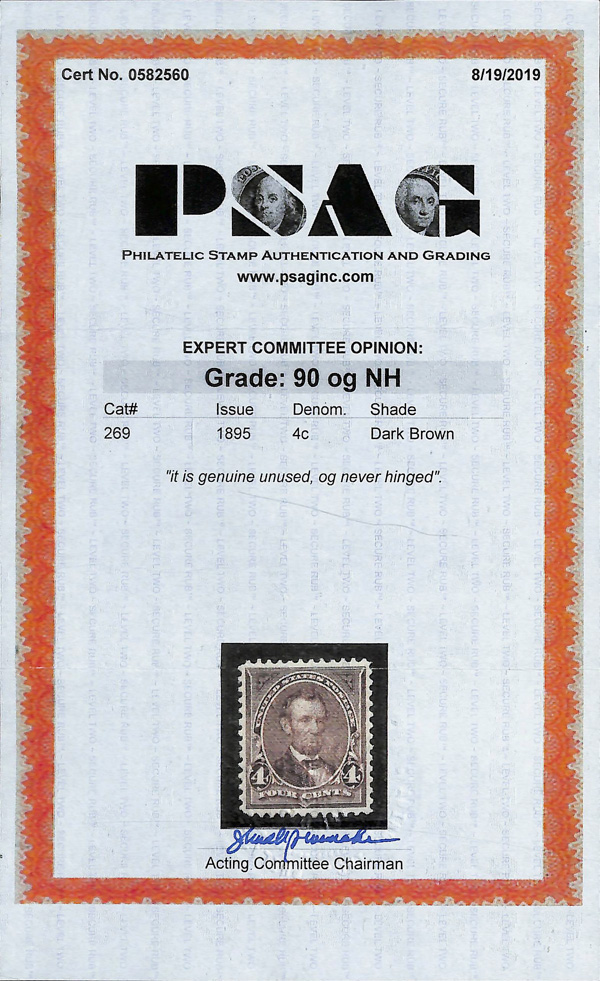 Cert No. 0582560 8/19/2019
PSAG
PHILATELIC STAMP AUTHENTICATION AND GRADING
www.psaginc.com
EXPERT COMMITTEE OPINION:
Grade: 90 og NH
Cat# Issue Denom. Shade
269 1895 4c Dark Brown
"it is genuine unused, og never hinged".
UNITED STATES POSTAGE
4 4
FOUR CENTS
Acting Committee Chairman